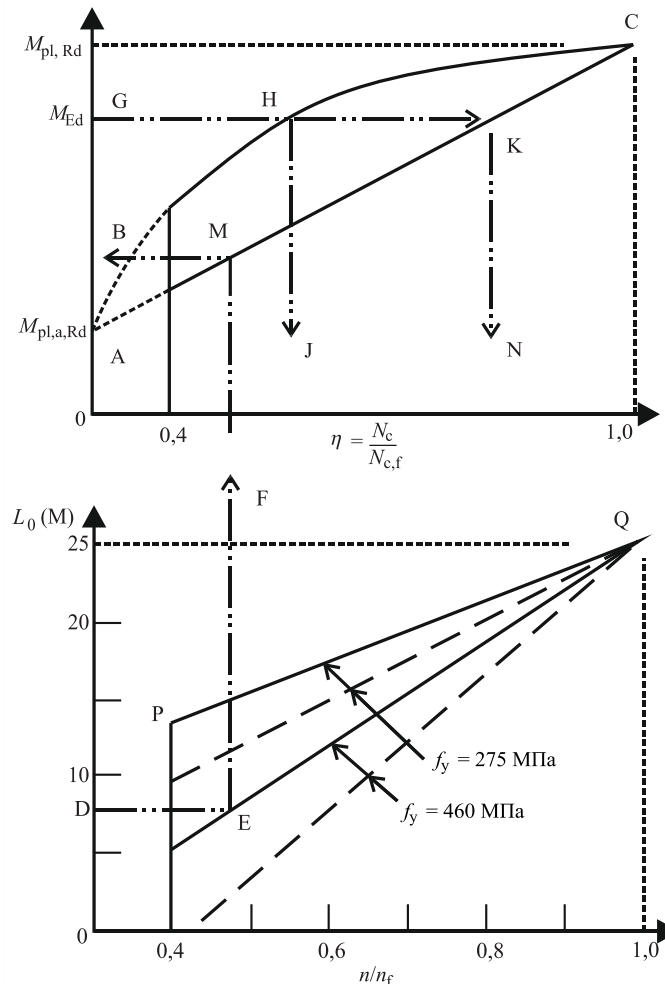 C
M_pl, Rd
G
H
M_Ed
K
B
M
M_pl,a,Rd
A
J
N
0
0,4
η = N_c / N_c,f
1,0
F
L_0 (M)
Q
25
20
P
10
f_y = 275 МПа
D
E
f_y = 460 МПа
0
0,4
0,6
0,8
1,0
n/n_f